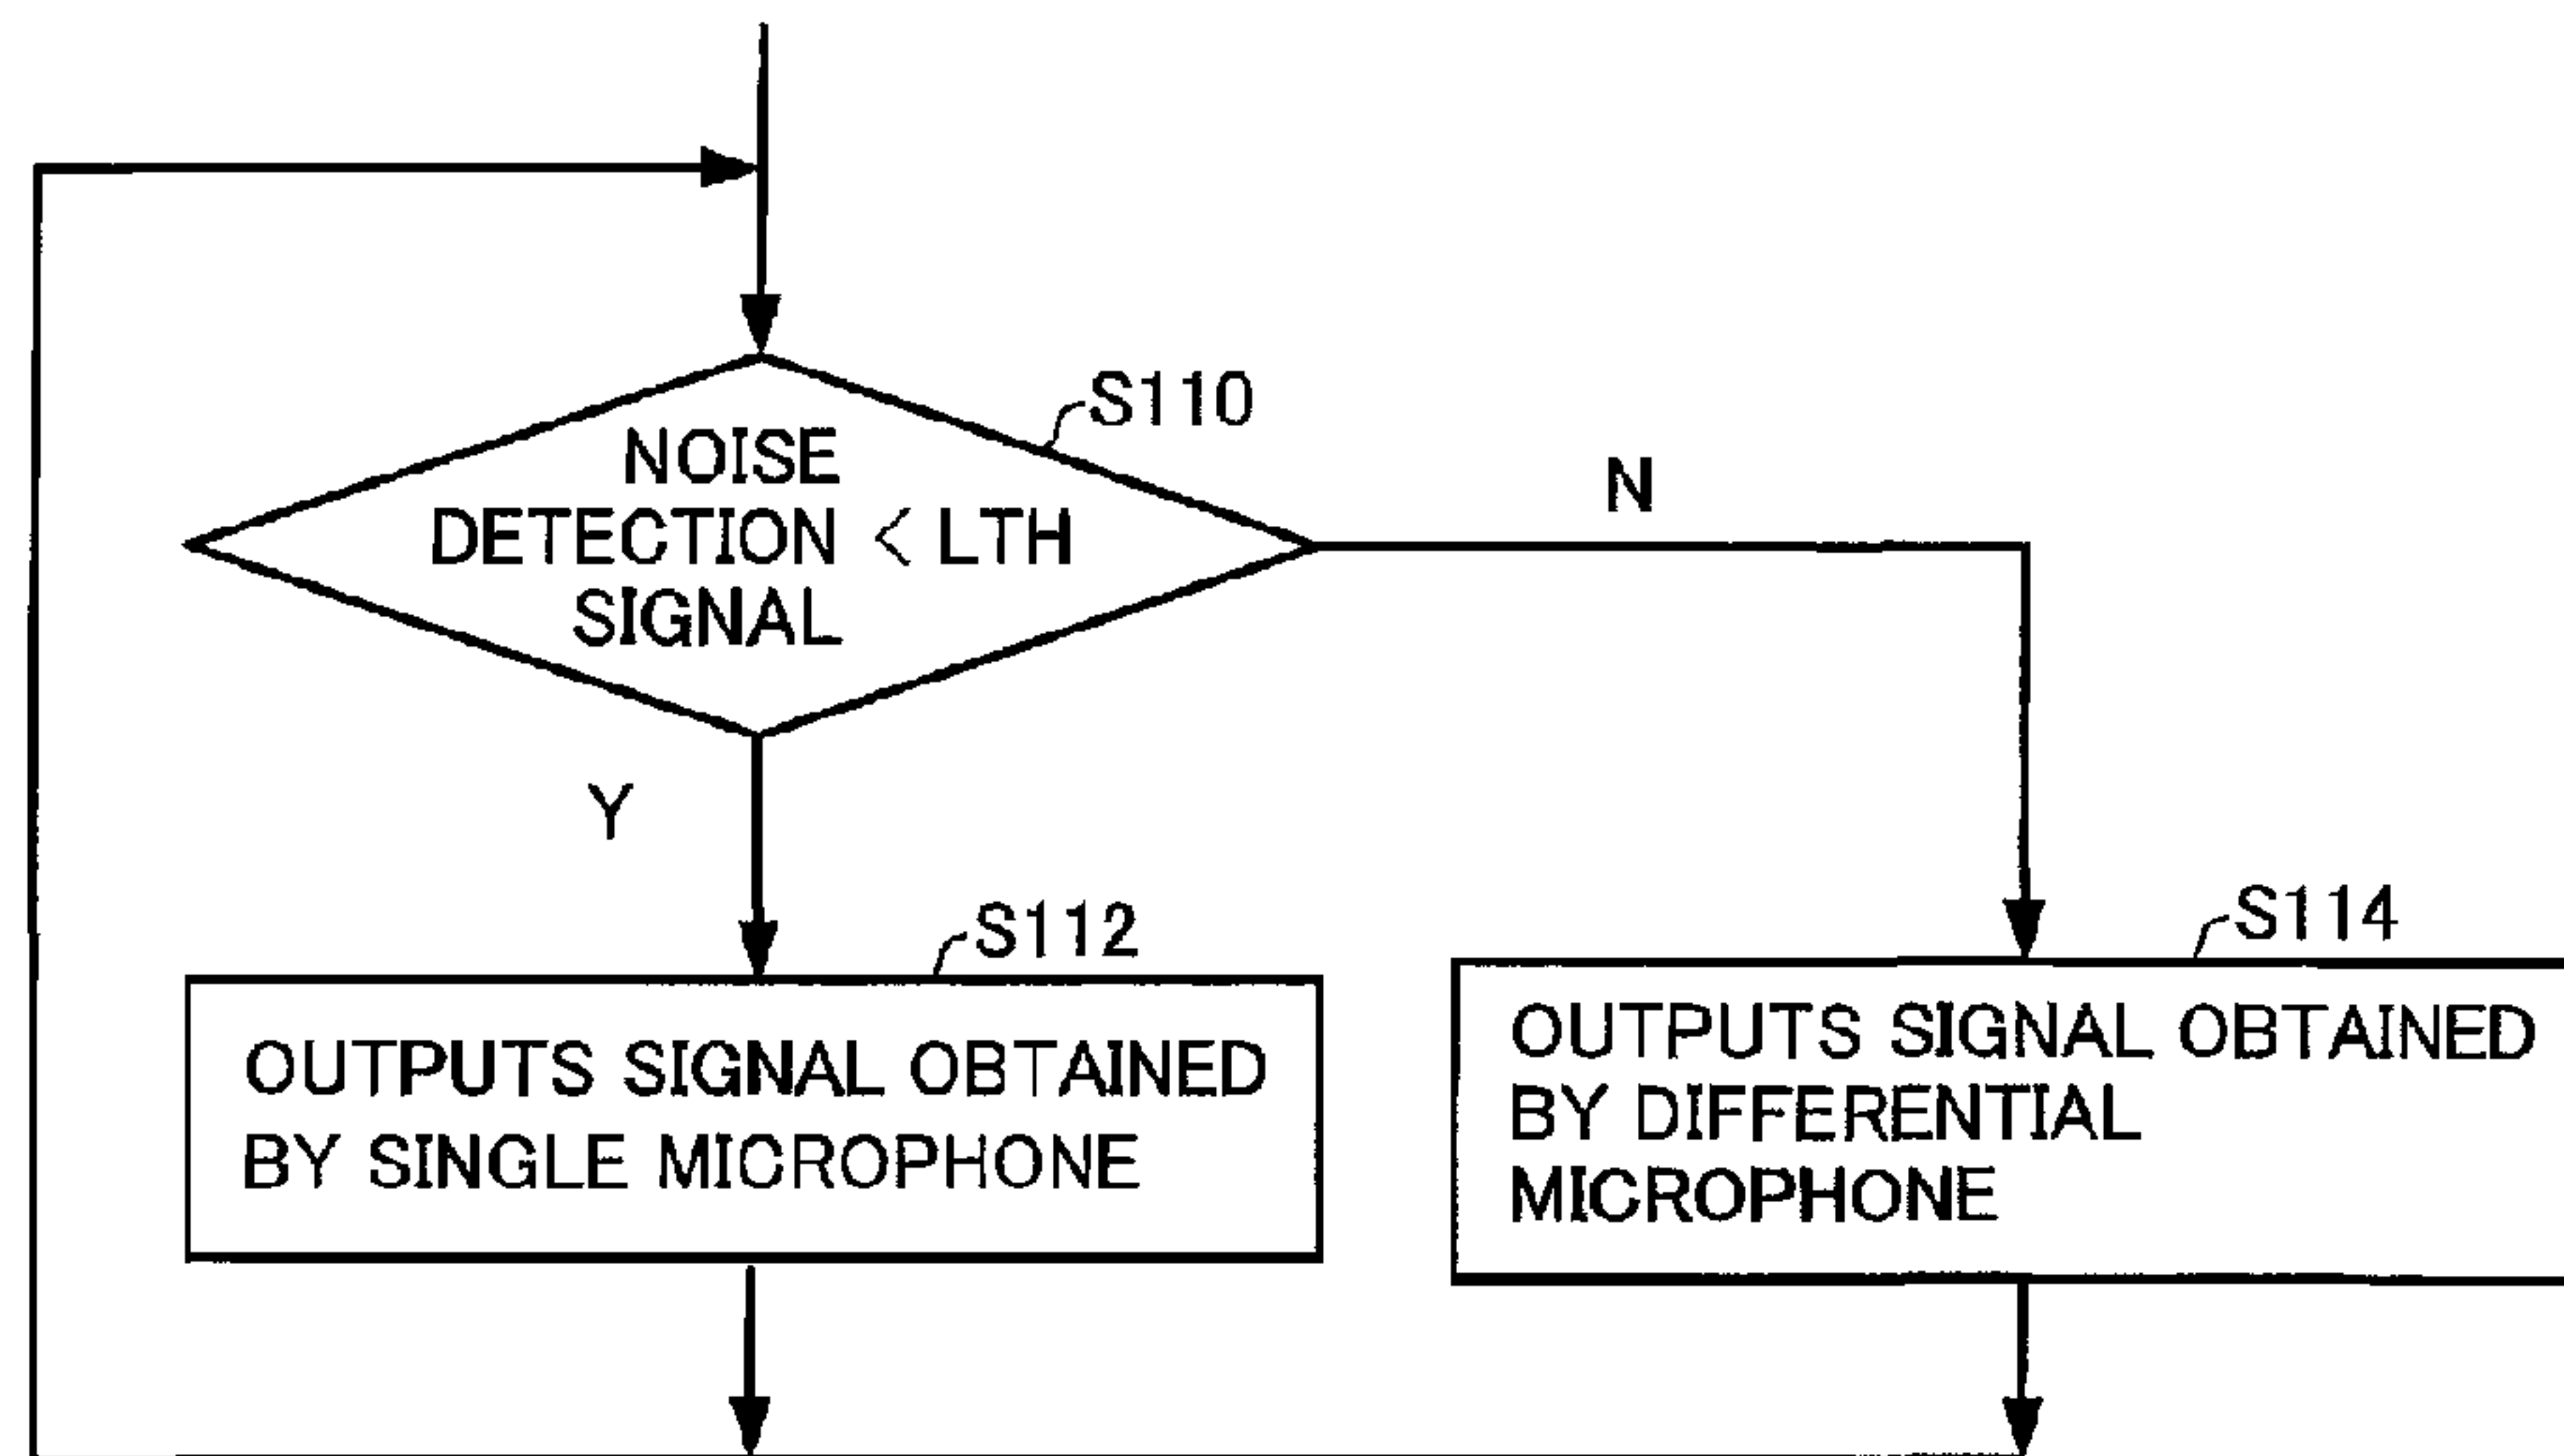 S110
NOISE
DETECTION < LTH
SIGNAL
N
Y
S112
OUTPUTS SIGNAL OBTAINED
BY SINGLE MICROPHONE
S114
OUTPUTS SIGNAL OBTAINED
BY DIFFERENTIAL
MICROPHONE